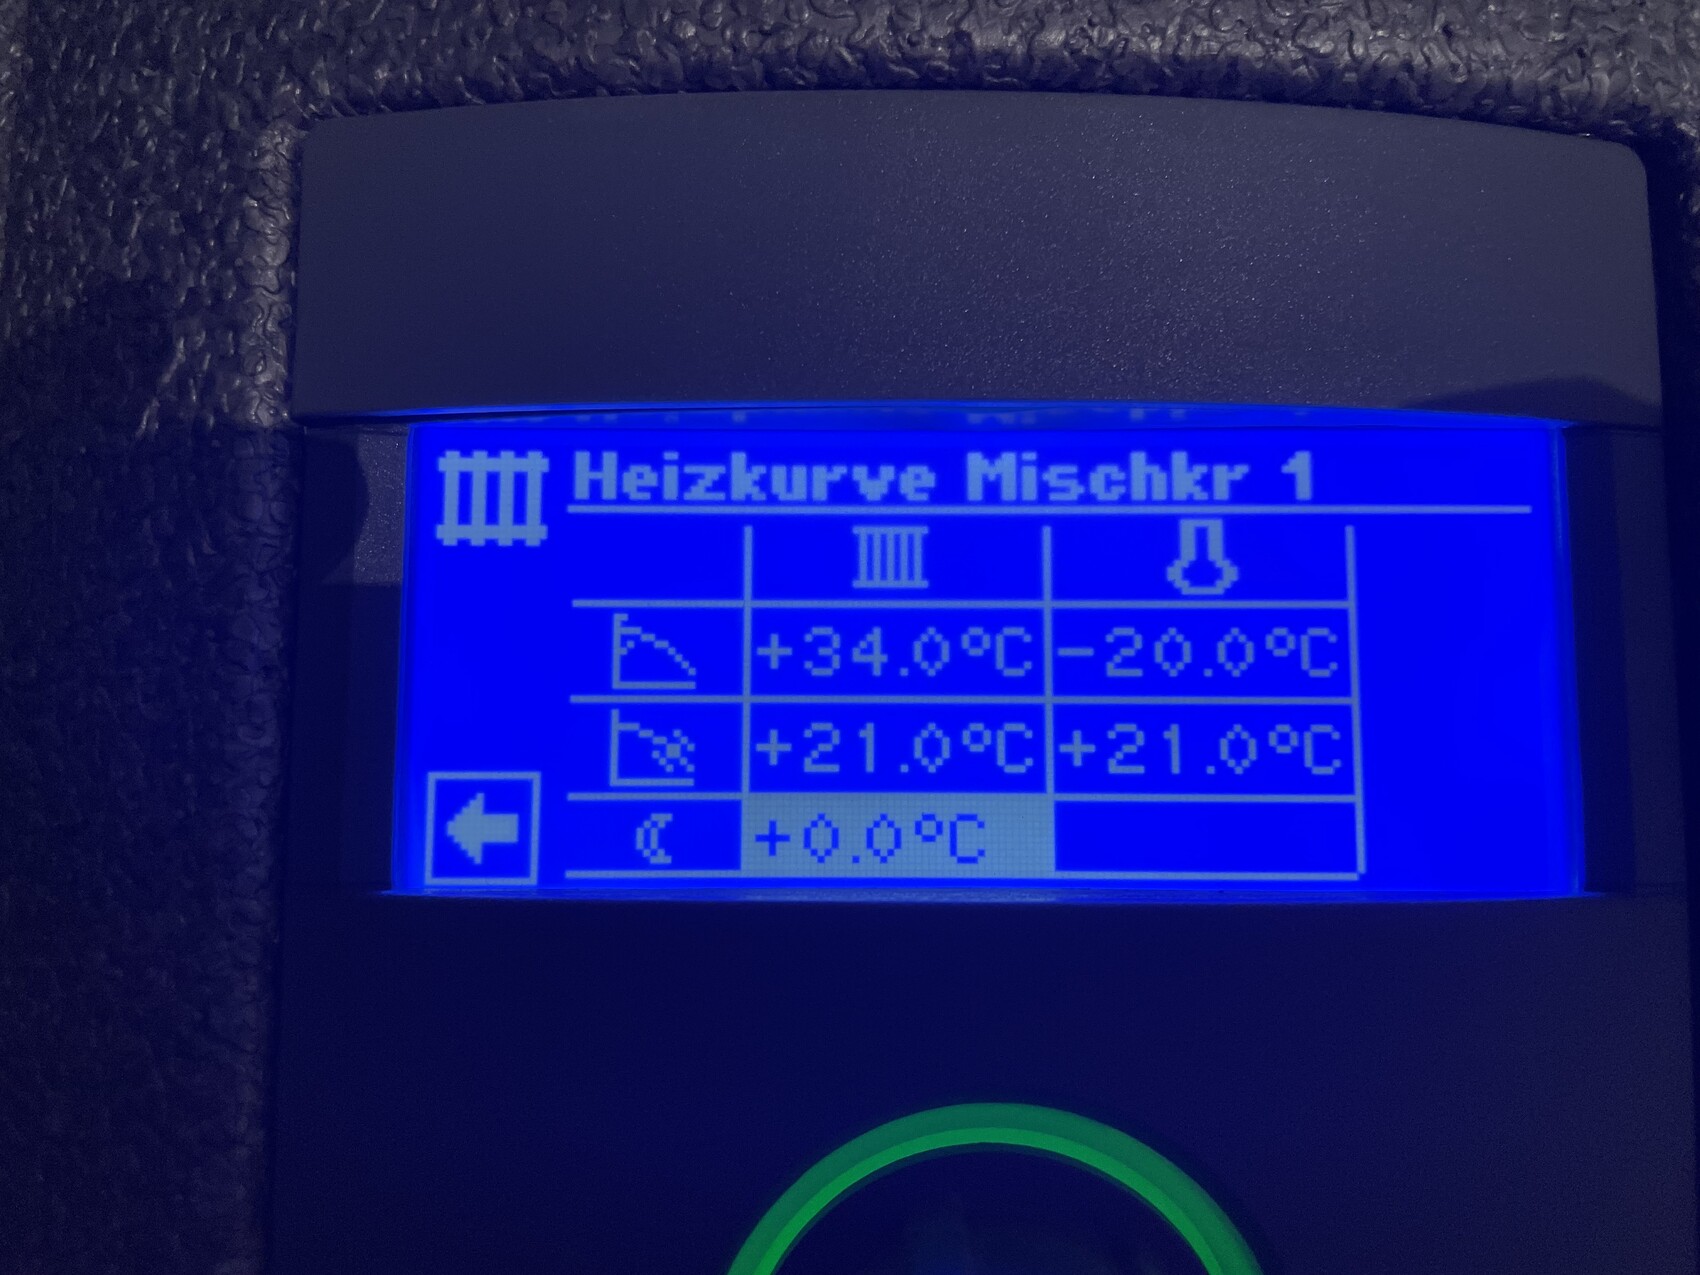 Heizkurve Mischkr 1
+34.0°C -20.0°C
+21.0°C +21.0°C
+0.0°C